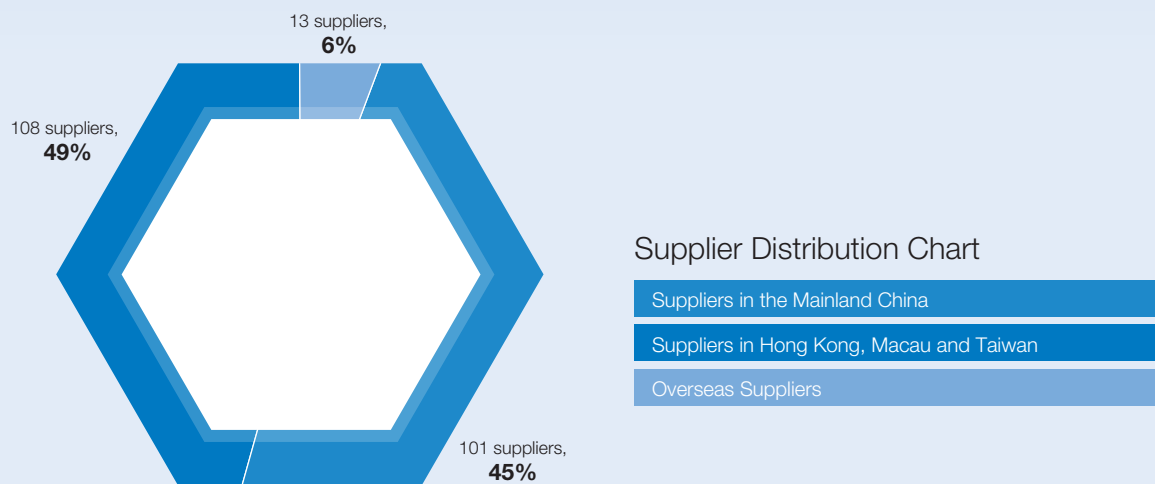 13 suppliers,
6%
108 suppliers,
49%
Supplier Distribution Chart
Suppliers in the Mainland China
Suppliers in Hong Kong, Macau and Taiwan
Overseas Suppliers
101 suppliers,
45%